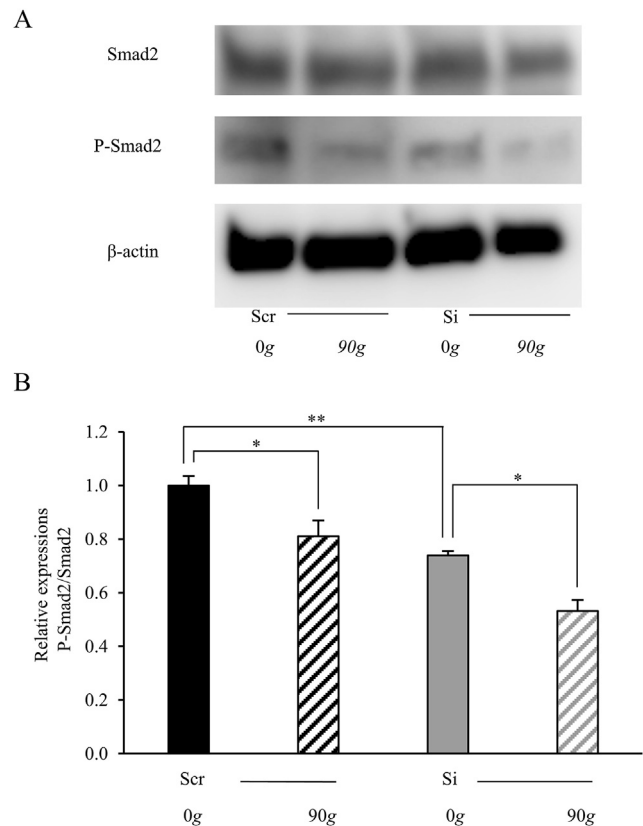 A
Smad2
P-Smad2
β-actin
Scr Si
0g 90g 0g 90g
B
Relative expressions
P-Smad2/Smad2
1.2
1.0
0.8
0.6
0.4
0.2
0.0
**
*
*
Scr Si
0g 90g 0g 90g